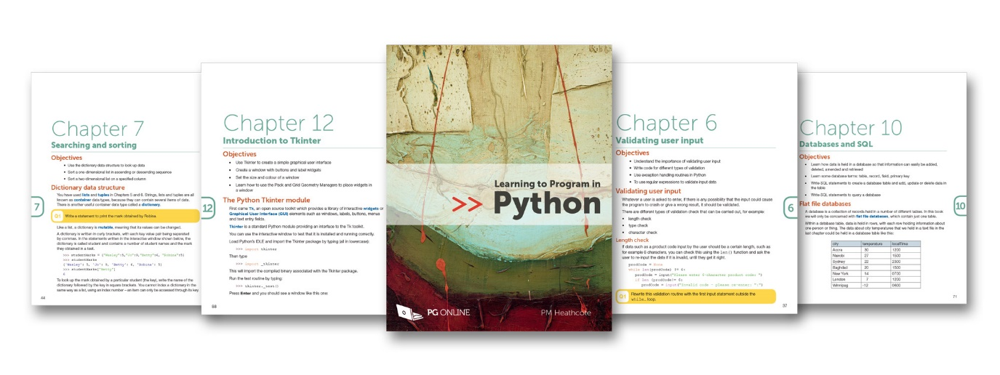 Chapter 7
Searching and sorting
Objectives
• Use the dictionary data structure to look up data
• Sort a one-dimensional list in ascending or descending sequence
• Sort a two-dimensional list on a specified column
Dictionary data structure
You have used lists and tuples in Chapters 5 and 6. Strings, lists and tuples are all
known as container data types, because they can contain several items of data.
There is another useful container data type called a dictionary.
7
Q1 Write a statement to print the mark obtained by Robina.
Like a list, a dictionary is mutable, meaning that its values can be changed.
A dictionary is written in curly brackets, with each key value pair being separated
by commas. In the statements written in the interactive window shown below, the
dictionary is called student and contains a number of student names and the mark
they obtained in a test.
>>> studentMarks = {"Wesley":5,"Jo":9,"Betty":6, "Robina":5}
>>> studentMarks
{'Wesley': 5, 'Jo': 9, 'Betty': 6, 'Robina': 5}
>>> studentMarks["Betty"]
6
To look up the mark obtained by a particular student (the key), write the name of the
dictionary followed by the key in square brackets. You cannot index a dictionary in the
same way as a list, using an index number – an item can only be accessed through its key.
44
Chapter 12
Introduction to Tkinter
Objectives
• Use Tkinter to create a simple graphical user interface
• Create a window with buttons and label widgets
• Set the size and colour of a window
• Learn how to use the Pack and Grid Geometry Managers to place widgets in
a window
The Python Tkinter module
12
First came Tk, an open source toolkit which provides a library of interactive widgets or
Graphical User Interface (GUI) elements such as windows, labels, buttons, menus
and text entry fields.
Tkinter is a standard Python module providing an interface to the Tk toolkit.
You can use the interactive window to test that it is installed and running correctly.
Load Python's IDLE and import the Tkinter package by typing (all in lowercase):
>>> import tkinter
Then type
>>> import _tkinter
This will import the compiled binary associated with the Tkinter package.
Run the test routine by typing:
>>> tkinter._test()
Press Enter and you should see a window like this one:
88
Learning to Program in
>> Python
PG ONLINE
PM Heathcote
Chapter 6
Validating user input
Objectives
• Understand the importance of validating user input
• Write code for different types of validation
• Use exception handling routines in Python
• To use regular expressions to validate input data
Validating user input
Whatever a user is asked to enter, if there is any possibility that the input could cause
the program to crash or give a wrong result, it should be validated.
There are different types of validation check that can be carried out, for example:
6
• length check
• type check
• character check
Length check
If data such as a product code input by the user should be a certain length, such as
for example 6 characters, you can check this using the len() function and ask the
user to re-input the data if it is invalid, until they get it right.
prodCode = None
while len(prodCode) != 6:
prodCode = input("Please enter 6-character product code: ")
if len (prodCode)!= 6:
prodCode = input("Invalid code - please re-enter: ":")
Q1 Rewrite this validation routine with the first input statement outside the
while.. loop.
37
Chapter 10
Databases and SQL
Objectives
• Learn how data is held in a database so that information can easily be added,
deleted, amended and retrieved
• Learn some database terms: table, record, field, primary key
• Write SQL statements to create a database and table and add, update or delete data in
the table
• Write SQL statements to query a database
Flat file databases
10
A database is a collection of records held in a number of different tables. In this book
we will only be concerned with flat file databases, which contain just one table.
Within a database table, data is held in rows, with each row holding information about
one person or thing. The data about city temperatures that we held in a text file in the
last chapter could be held in a database table like this:
city temperature localTime
Accra 30 1200
Nairobi 27 1500
Sydney 22 2300
Baghdad 20 1500
New York 14 0700
London 7 1200
Winnipeg -12 0600
71